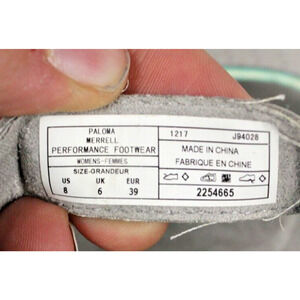 PALOMA
MERRELL
PERFORMANCE FOOTWEAR
WOMENS-FEMMES
SIZE-GRANDEUR
US UK EUR
8 6 39
1217 J94028
MADE IN CHINA
FABRIQUE EN CHINE
2254665